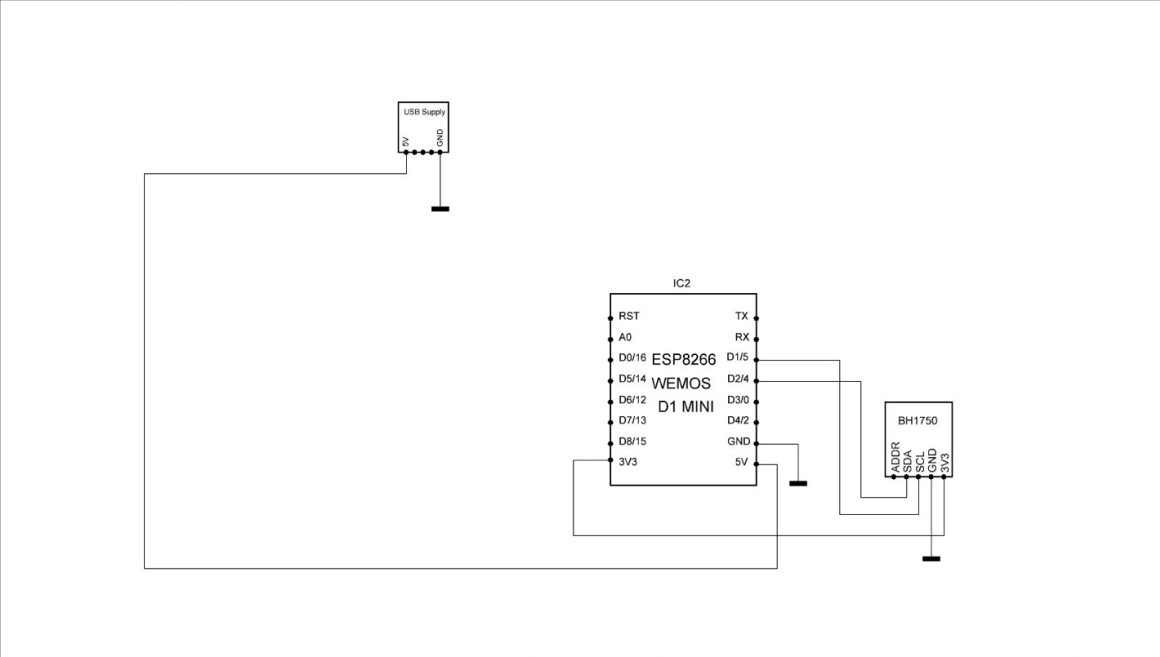 USB Supply
5V
GND
IC2
RST
TX
A0
RX
D0/16
ESP8266
D1/5
D5/14
WEMOS
D2/4
D6/12
D1 MINI
D3/0
D7/13
D4/2
D8/15
GND
3V3
5V
BH1750
ADDR
SDA
SCL
GND
3V3